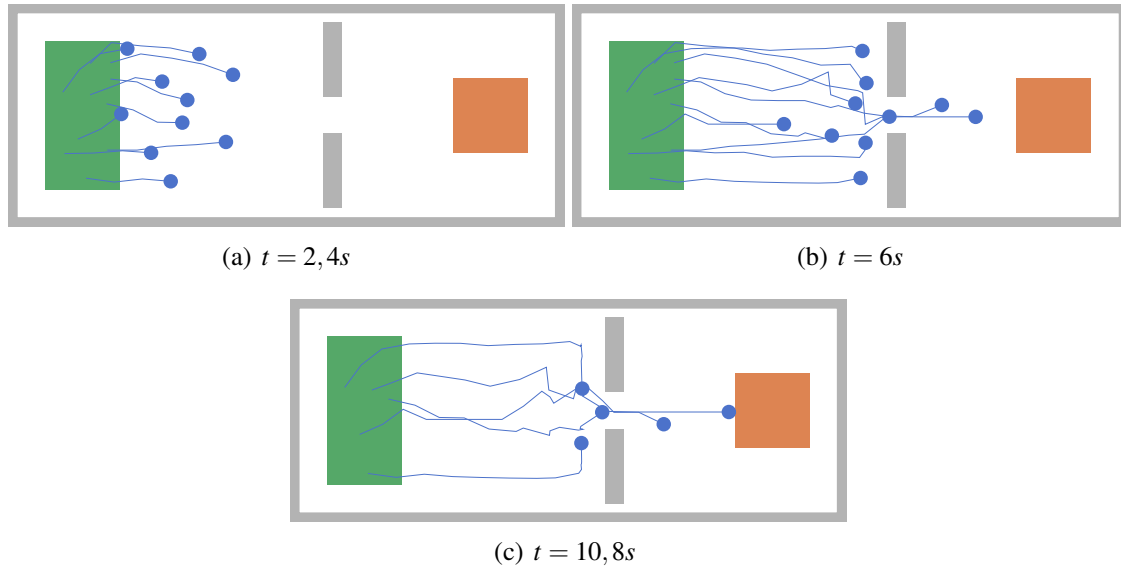 (a) t = 2, 4s
(b) t = 6s
(c) t = 10, 8s